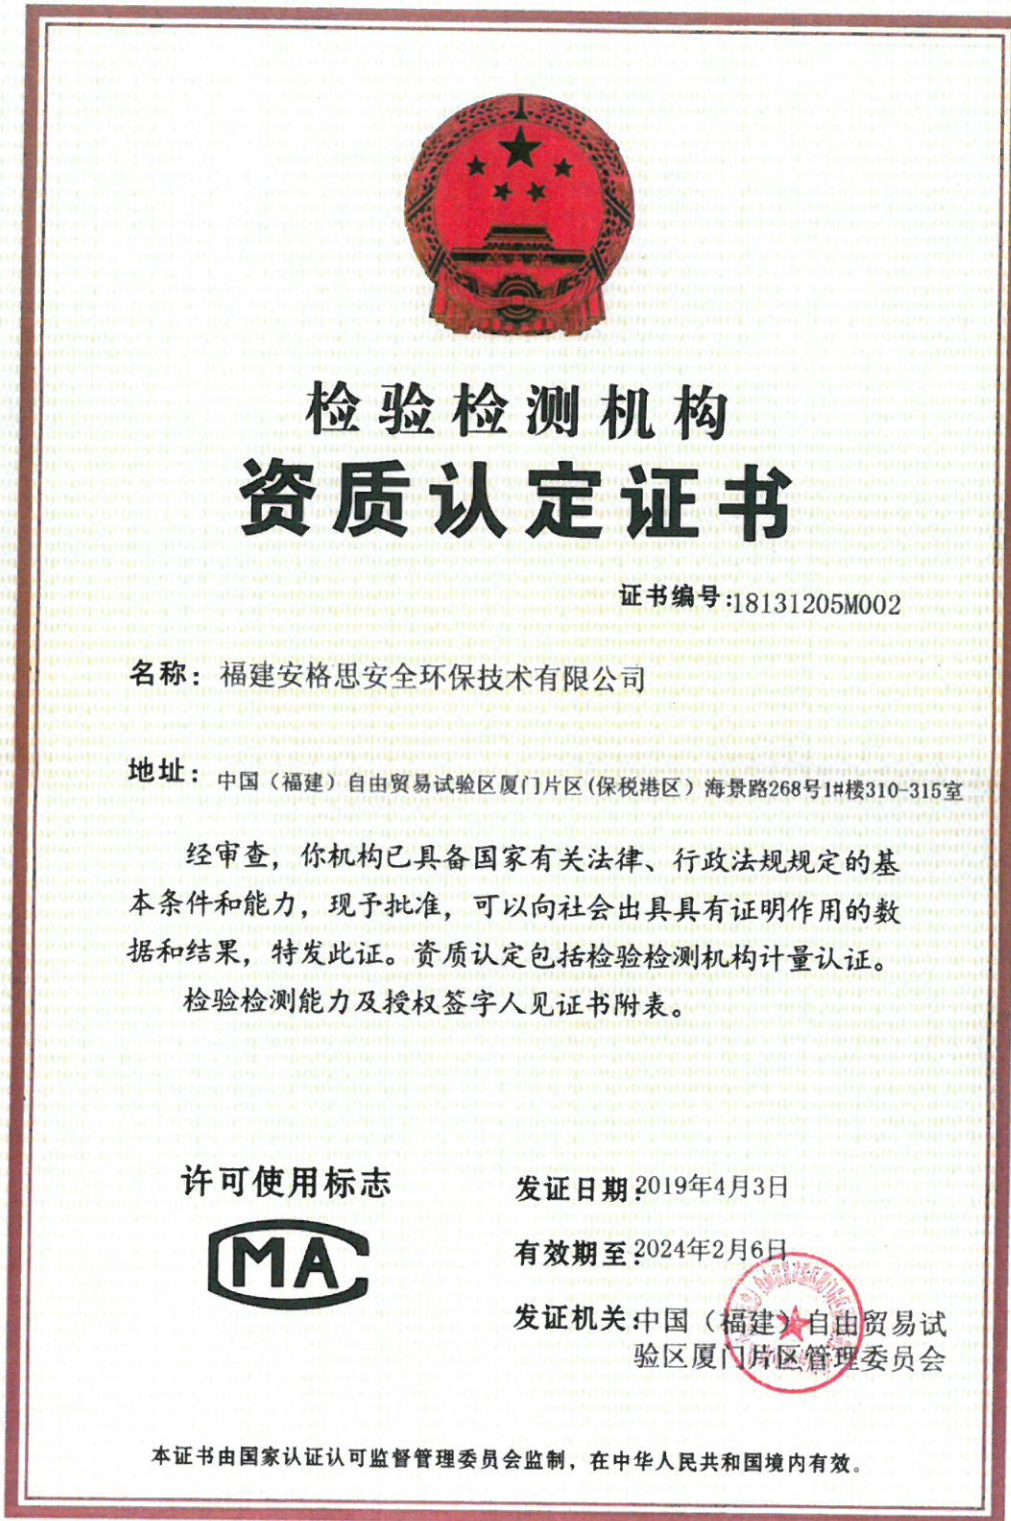 检验检测机构
资质认定证书
证书编号:18131205M002
名称：福建安格思安全环保技术有限公司
地址：中国（福建）自由贸易试验区厦门片区(保税港区）海景路268号1#楼310-315室
经审查，你机构已具备国家有关法律、行政法规规定的基
本条件和能力，现予批准，可以向社会出具具有证明作用的数
据和结果，特发此证。资质认定包括检验检测机构计量认证。
检验检测能力及授权签字人见证书附表。
许可使用标志
CMA
发证日期：2019年4月3日
有效期至：2024年2月6日
发证机关：中国（福建）自由贸易试
验区厦门片区管理委员会
本证书由国家认证认可监督管理委员会监制，在中华人民共和国境内有效。